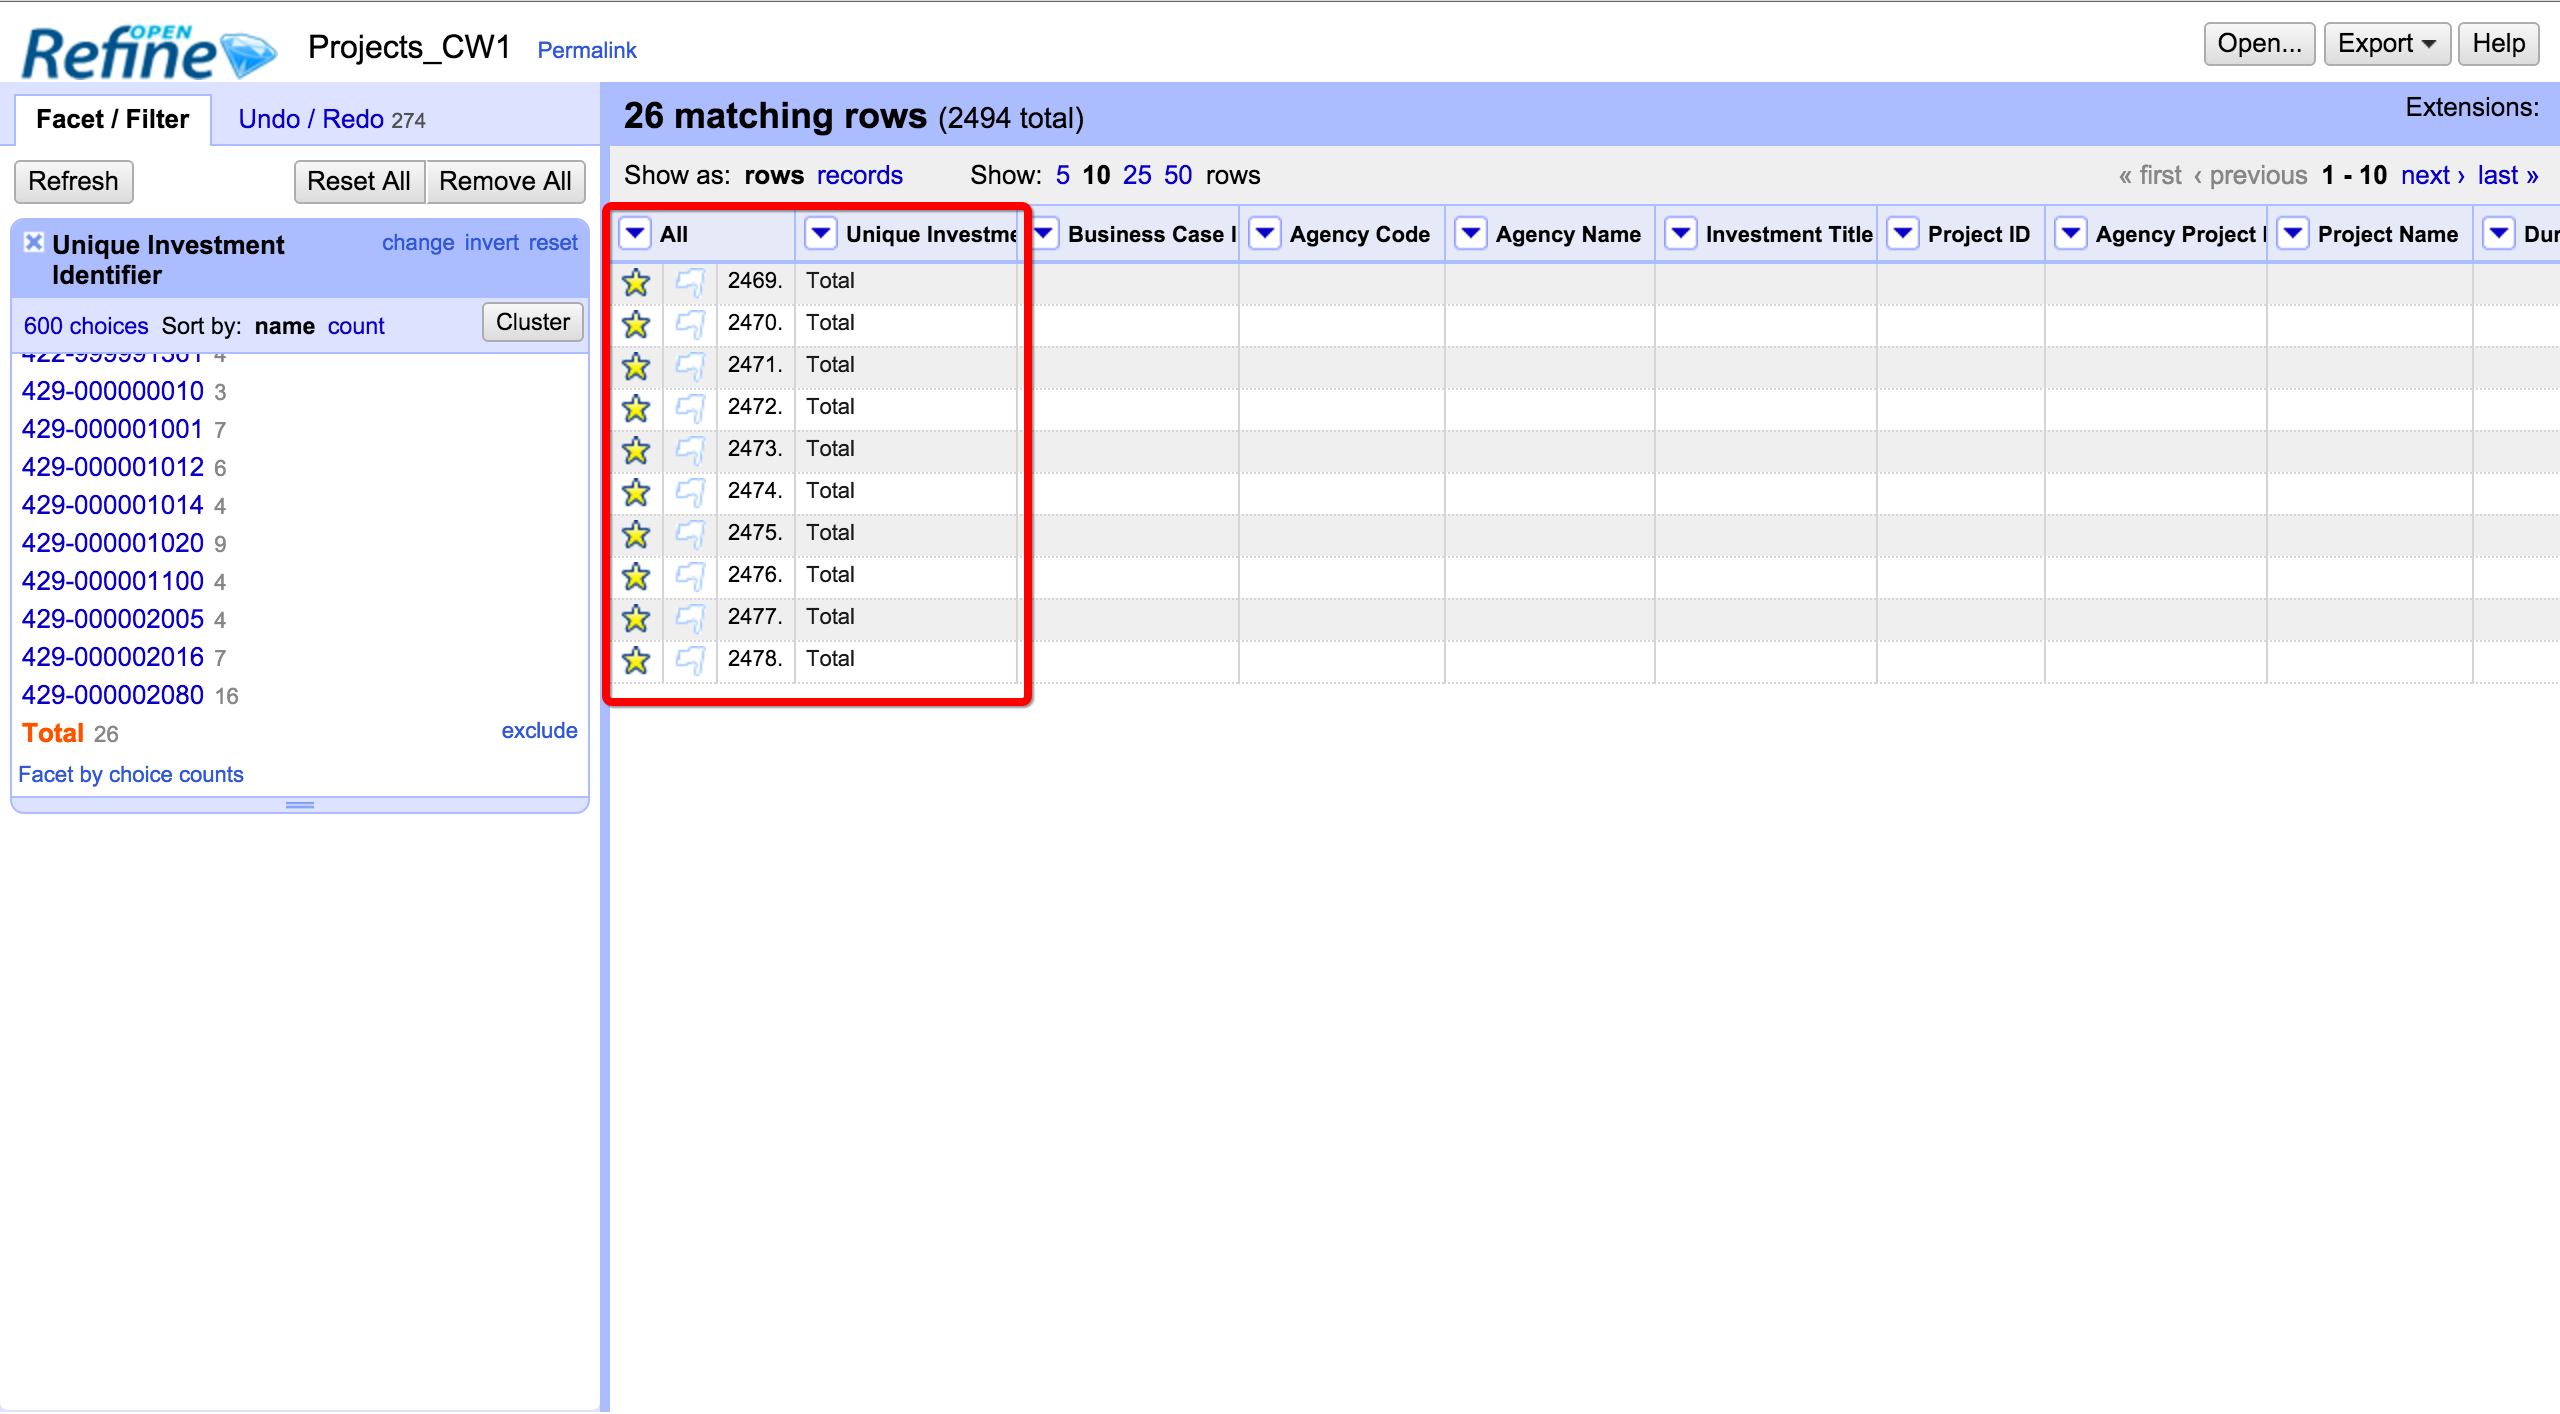 OPEN
Refine
Projects_CW1 Permalink
Open... Export Help
Facet / Filter Undo / Redo 274
26 matching rows (2494 total) Extensions:
Refresh Reset All Remove All
Show as: rows records Show: 5 10 25 50 rows « first ‹ previous 1 - 10 next › last »
Unique Investment
Identifier
change invert reset
600 choices Sort by: name count Cluster
422-999991361 4
429-000000010 3
429-000001001 7
429-000001012 6
429-000001014 4
429-000001020 9
429-000001100 4
429-000002005 4
429-000002016 7
429-000002080 16
Total 26 exclude
Facet by choice counts
All Unique Investme Business Case I Agency Code Agency Name Investment Title Project ID Agency Project I Project Name Dur
2469. Total
2470. Total
2471. Total
2472. Total
2473. Total
2474. Total
2475. Total
2476. Total
2477. Total
2478. Total